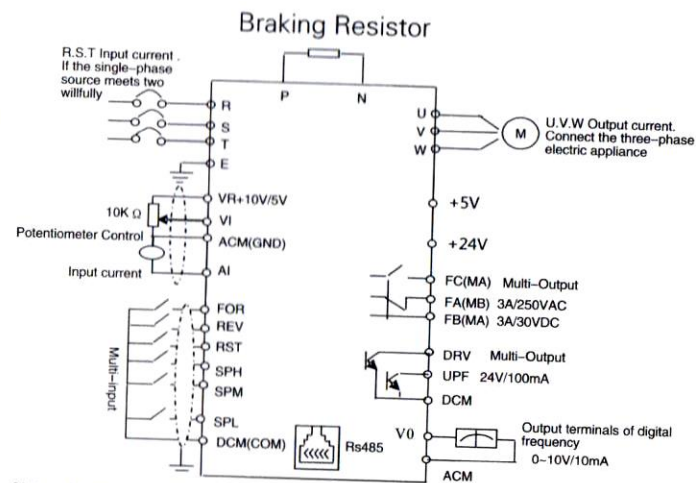 Braking Resistor
R.S.T Input current .
If the single-phase
source meets two
willfully
P
N
R
S
T
E
U
V
W
M
U.V.W Output current.
Connect the three-phase
electric appliance
VR+10V/5V
10K Ω
VI
Potentiometer Control
ACM(GND)
Input current
AI
+5V
+24V
FC(MA) Multi-Output
FA(MB) 3A/250VAC
FB(MA) 3A/30VDC
FOR
REV
RST
SPH
SPM
SPL
DCM(COM)
Multi-input
DRV Multi-Output
UPF 24V/100mA
DCM
Rs485
V0
Output terminals of digital
frequency
0~10V/10mA
ACM